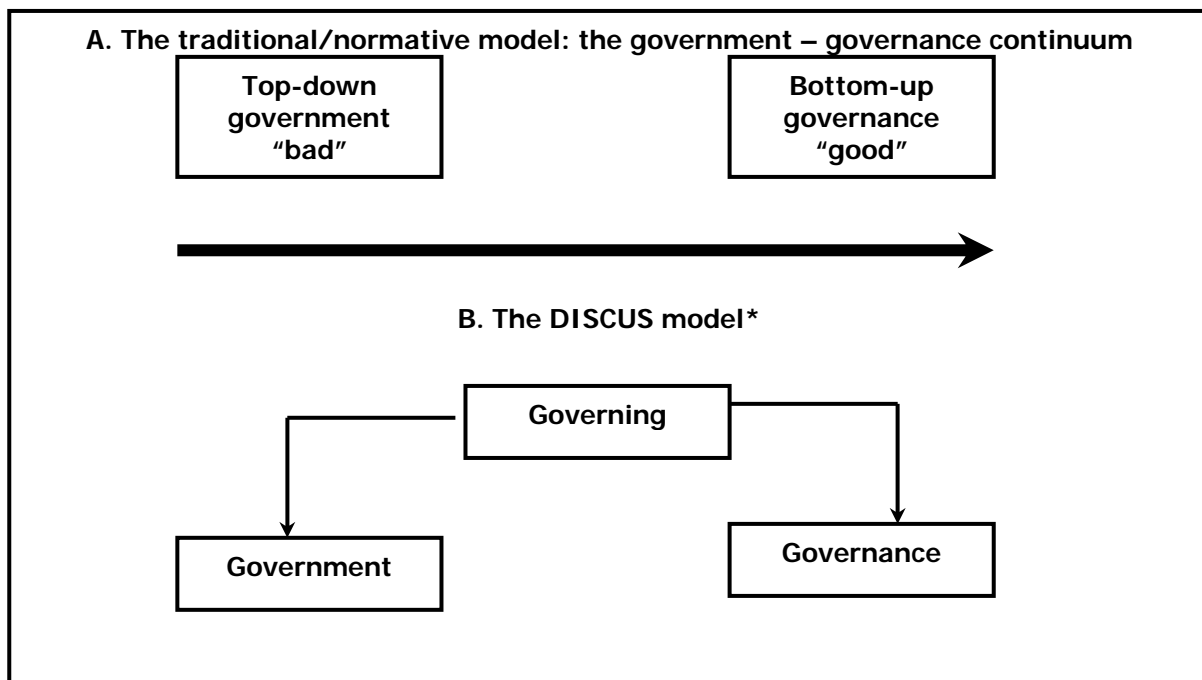 A. The traditional/normative model: the government – governance continuum
Top-down
government
“bad”
Bottom-up
governance
“good”
B. The DISCUS model*
Governing
Government
Governance